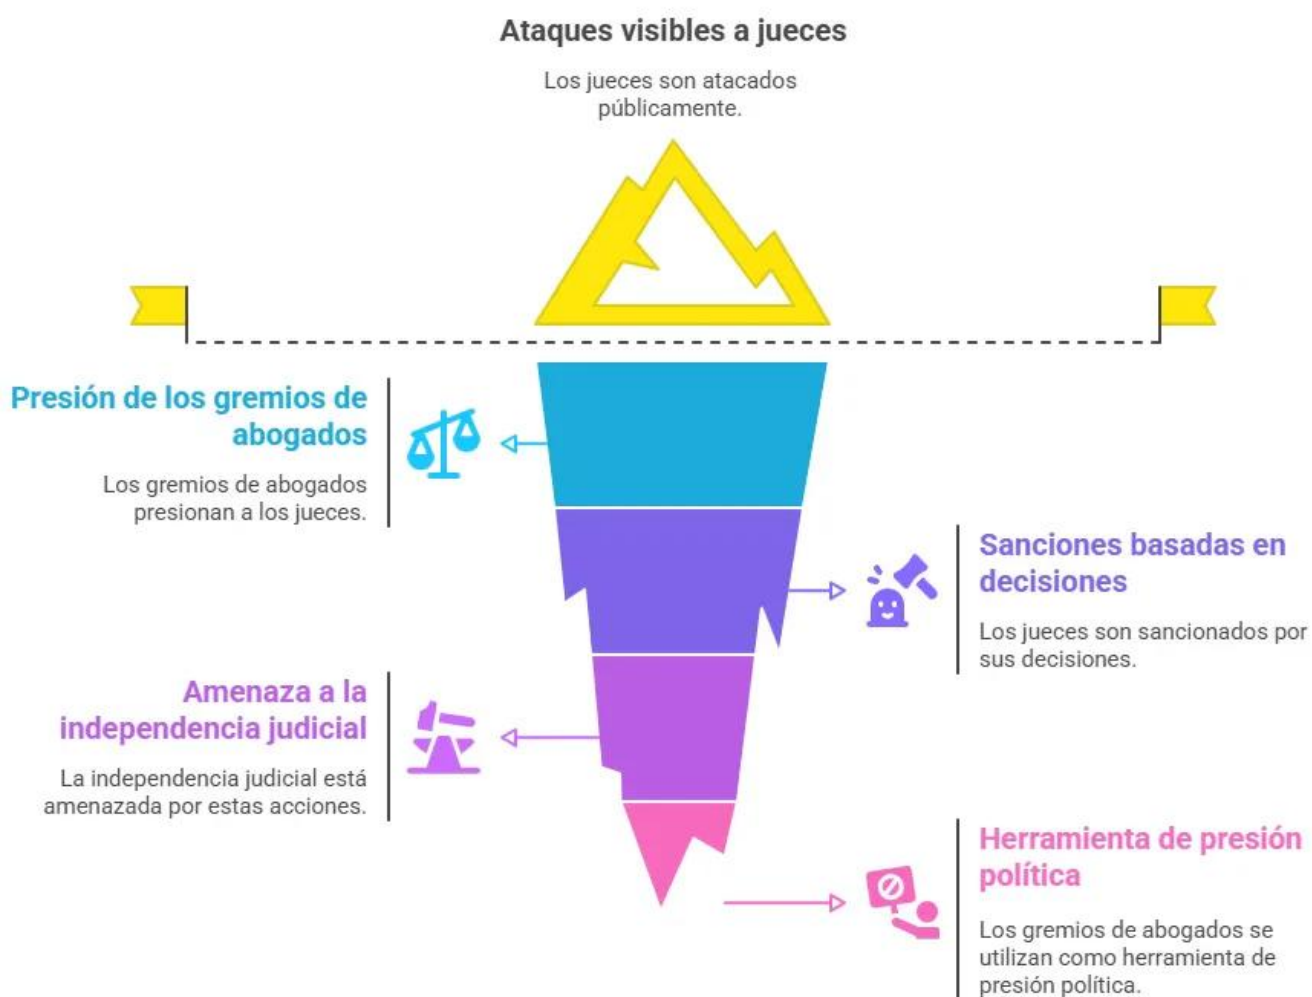 Ataques visibles a jueces
Los jueces son atacados
públicamente.
Presión de los gremios de
abogados
Los gremios de abogados
presionan a los jueces.
Sanciones basadas en
decisiones
Los jueces son sancionados por
sus decisiones.
Amenaza a la
independencia judicial
La independencia judicial está
amenazada por estas acciones.
Herramienta de presión
política
Los gremios de abogados se
utilizan como herramienta de
presión política.